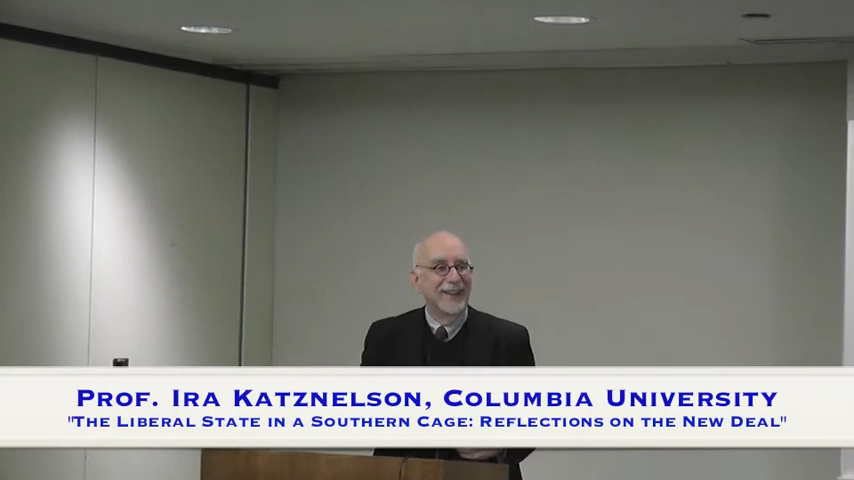 Prof. Ira Katznelson, Columbia University
"The Liberal State in a Southern Cage: Reflections on the New Deal"